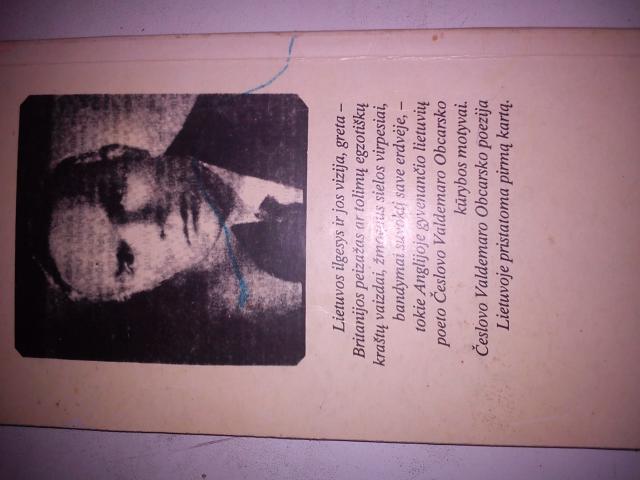 Lietuvos ilgesys ir jos vizija, greta –
Britanijos peizažas ar tolimų egzotiškų
kraštų vaizdai, žmogaus sielos virpesiai,
bandymai suvokti save erdvėje, –
tokie Anglijoje gyvenančio lietuvių
poeto Česlovo Valdemaro Obcarsko
kūrybos motyvai.
Česlovo Valdemaro Obcarsko poezija
Lietuvoje pristatoma pirmą kartą.